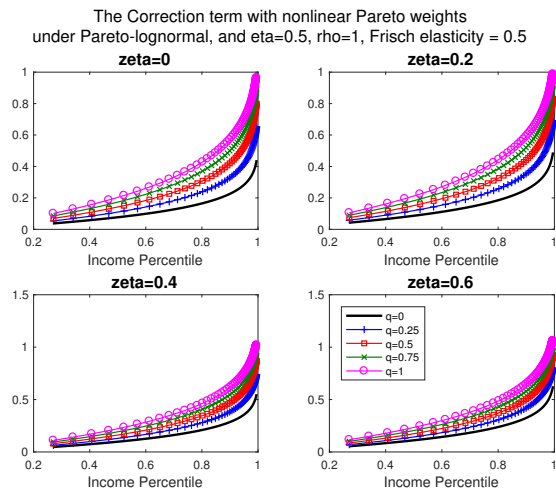 The Correction term with nonlinear Pareto weights
under Pareto-lognormal, and eta=0.5, rho=1, Frisch elasticity = 0.5
zeta=0
zeta=0.2
1
0.8
0.6
0.4
0.2
0
0.2 0.4 0.6 0.8 1
Income Percentile
1
0.8
0.6
0.4
0.2
0
0.2 0.4 0.6 0.8 1
Income Percentile
zeta=0.4
zeta=0.6
1.5
1
0.5
0
0.2 0.4 0.6 0.8 1
Income Percentile
1.5
1
0.5
0
0.2 0.4 0.6 0.8 1
Income Percentile
q=0
q=0.25
q=0.5
q=0.75
q=1